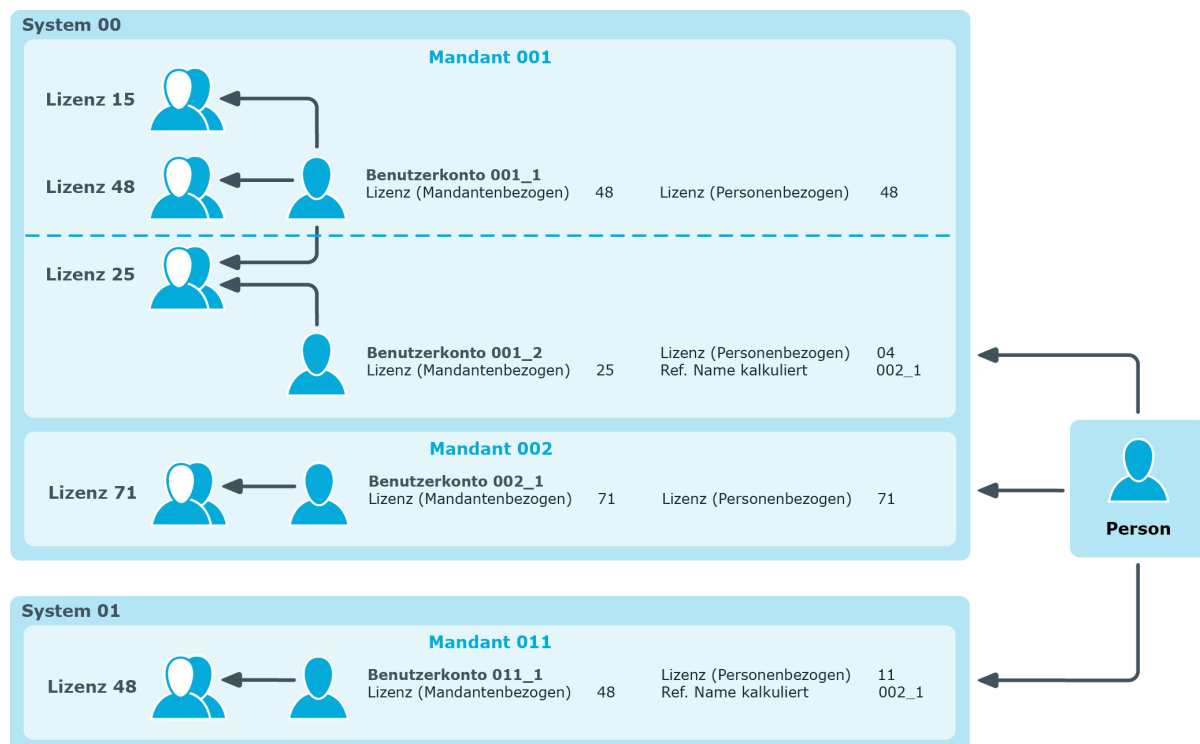 System 00
Mandant 001
Lizenz 15
Lizenz 48
Benutzerkonto 001_1
Lizenz (Mandantenbezogen) 48 Lizenz (Personenbezogen) 48
Lizenz 25
Benutzerkonto 001_2 Lizenz (Personenbezogen) 04
Lizenz (Mandantenbezogen) 25 Ref. Name kalkuliert 002_1
Mandant 002
Lizenz 71
Benutzerkonto 002_1
Lizenz (Mandantenbezogen) 71 Lizenz (Personenbezogen) 71
Person
System 01
Mandant 011
Lizenz 48
Benutzerkonto 011_1 Lizenz (Personenbezogen) 11
Lizenz (Mandantenbezogen) 48 Ref. Name kalkuliert 002_1